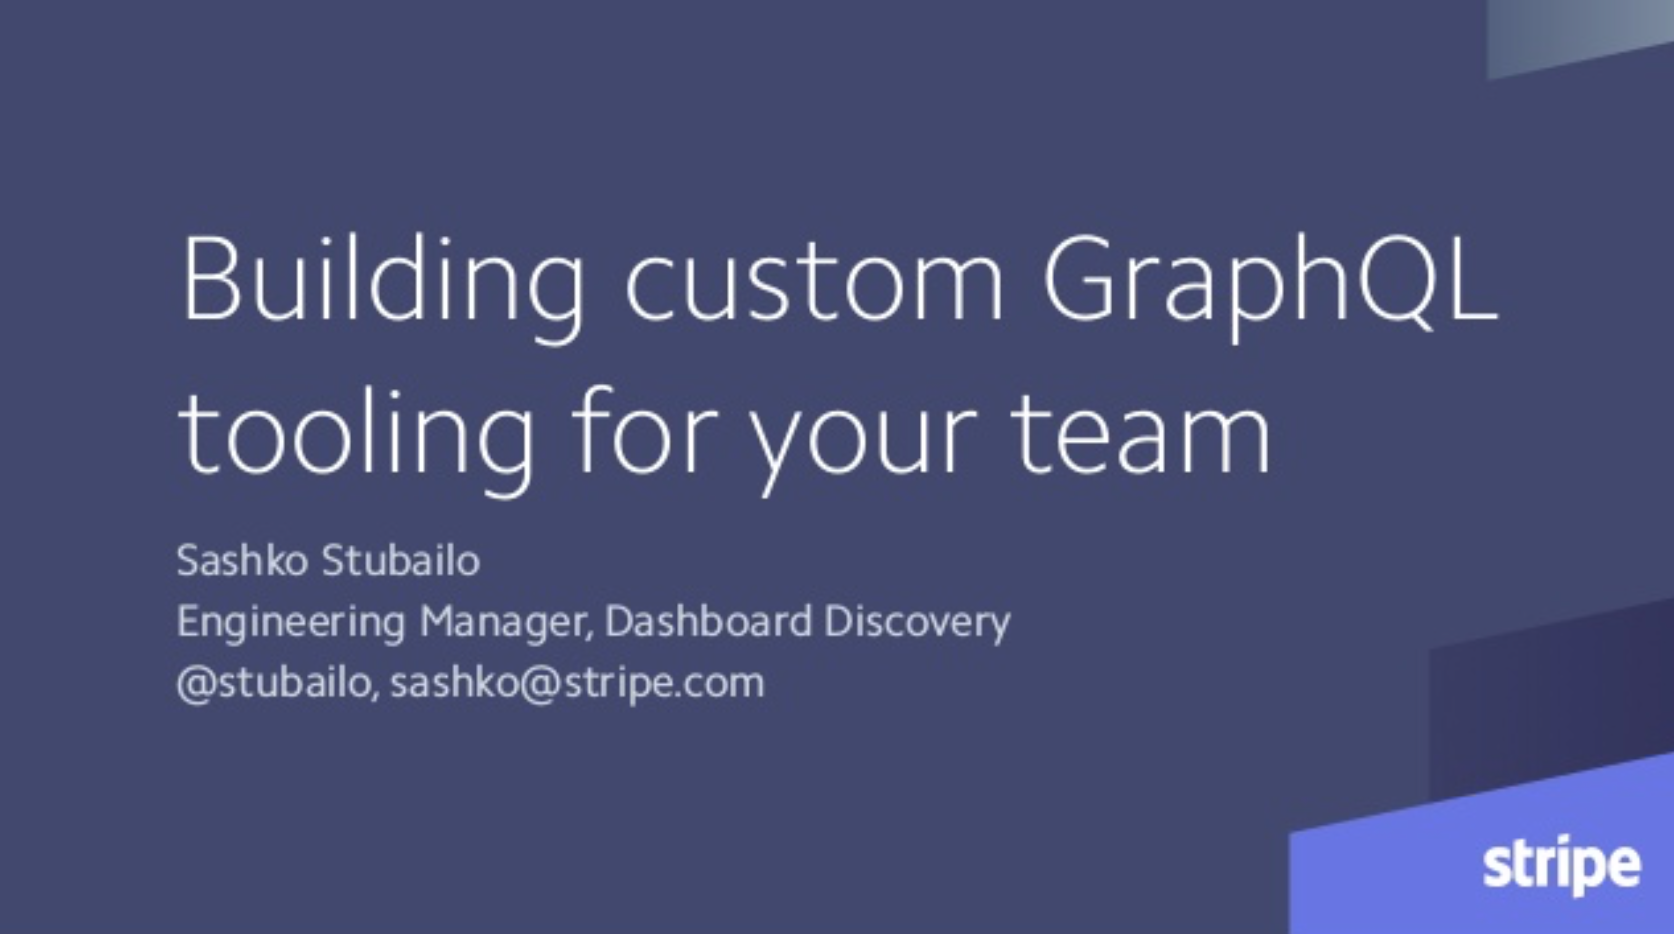 Building custom GraphQL
tooling for your team
Sashko Stubailo
Engineering Manager, Dashboard Discovery
@stubailo, sashko@stripe.com
stripe